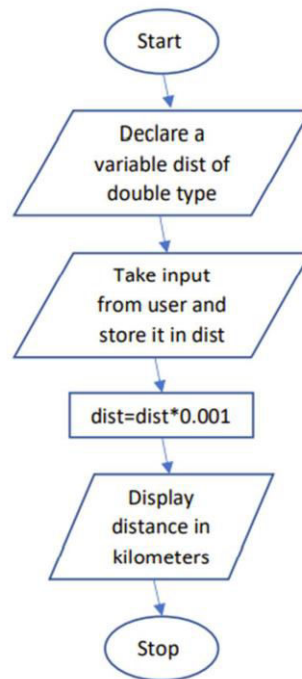 Start
Declare a
variable dist of
double type
Take input
from user and
store it in dist
dist=dist*0.001
Display
distance in
kilometers
Stop